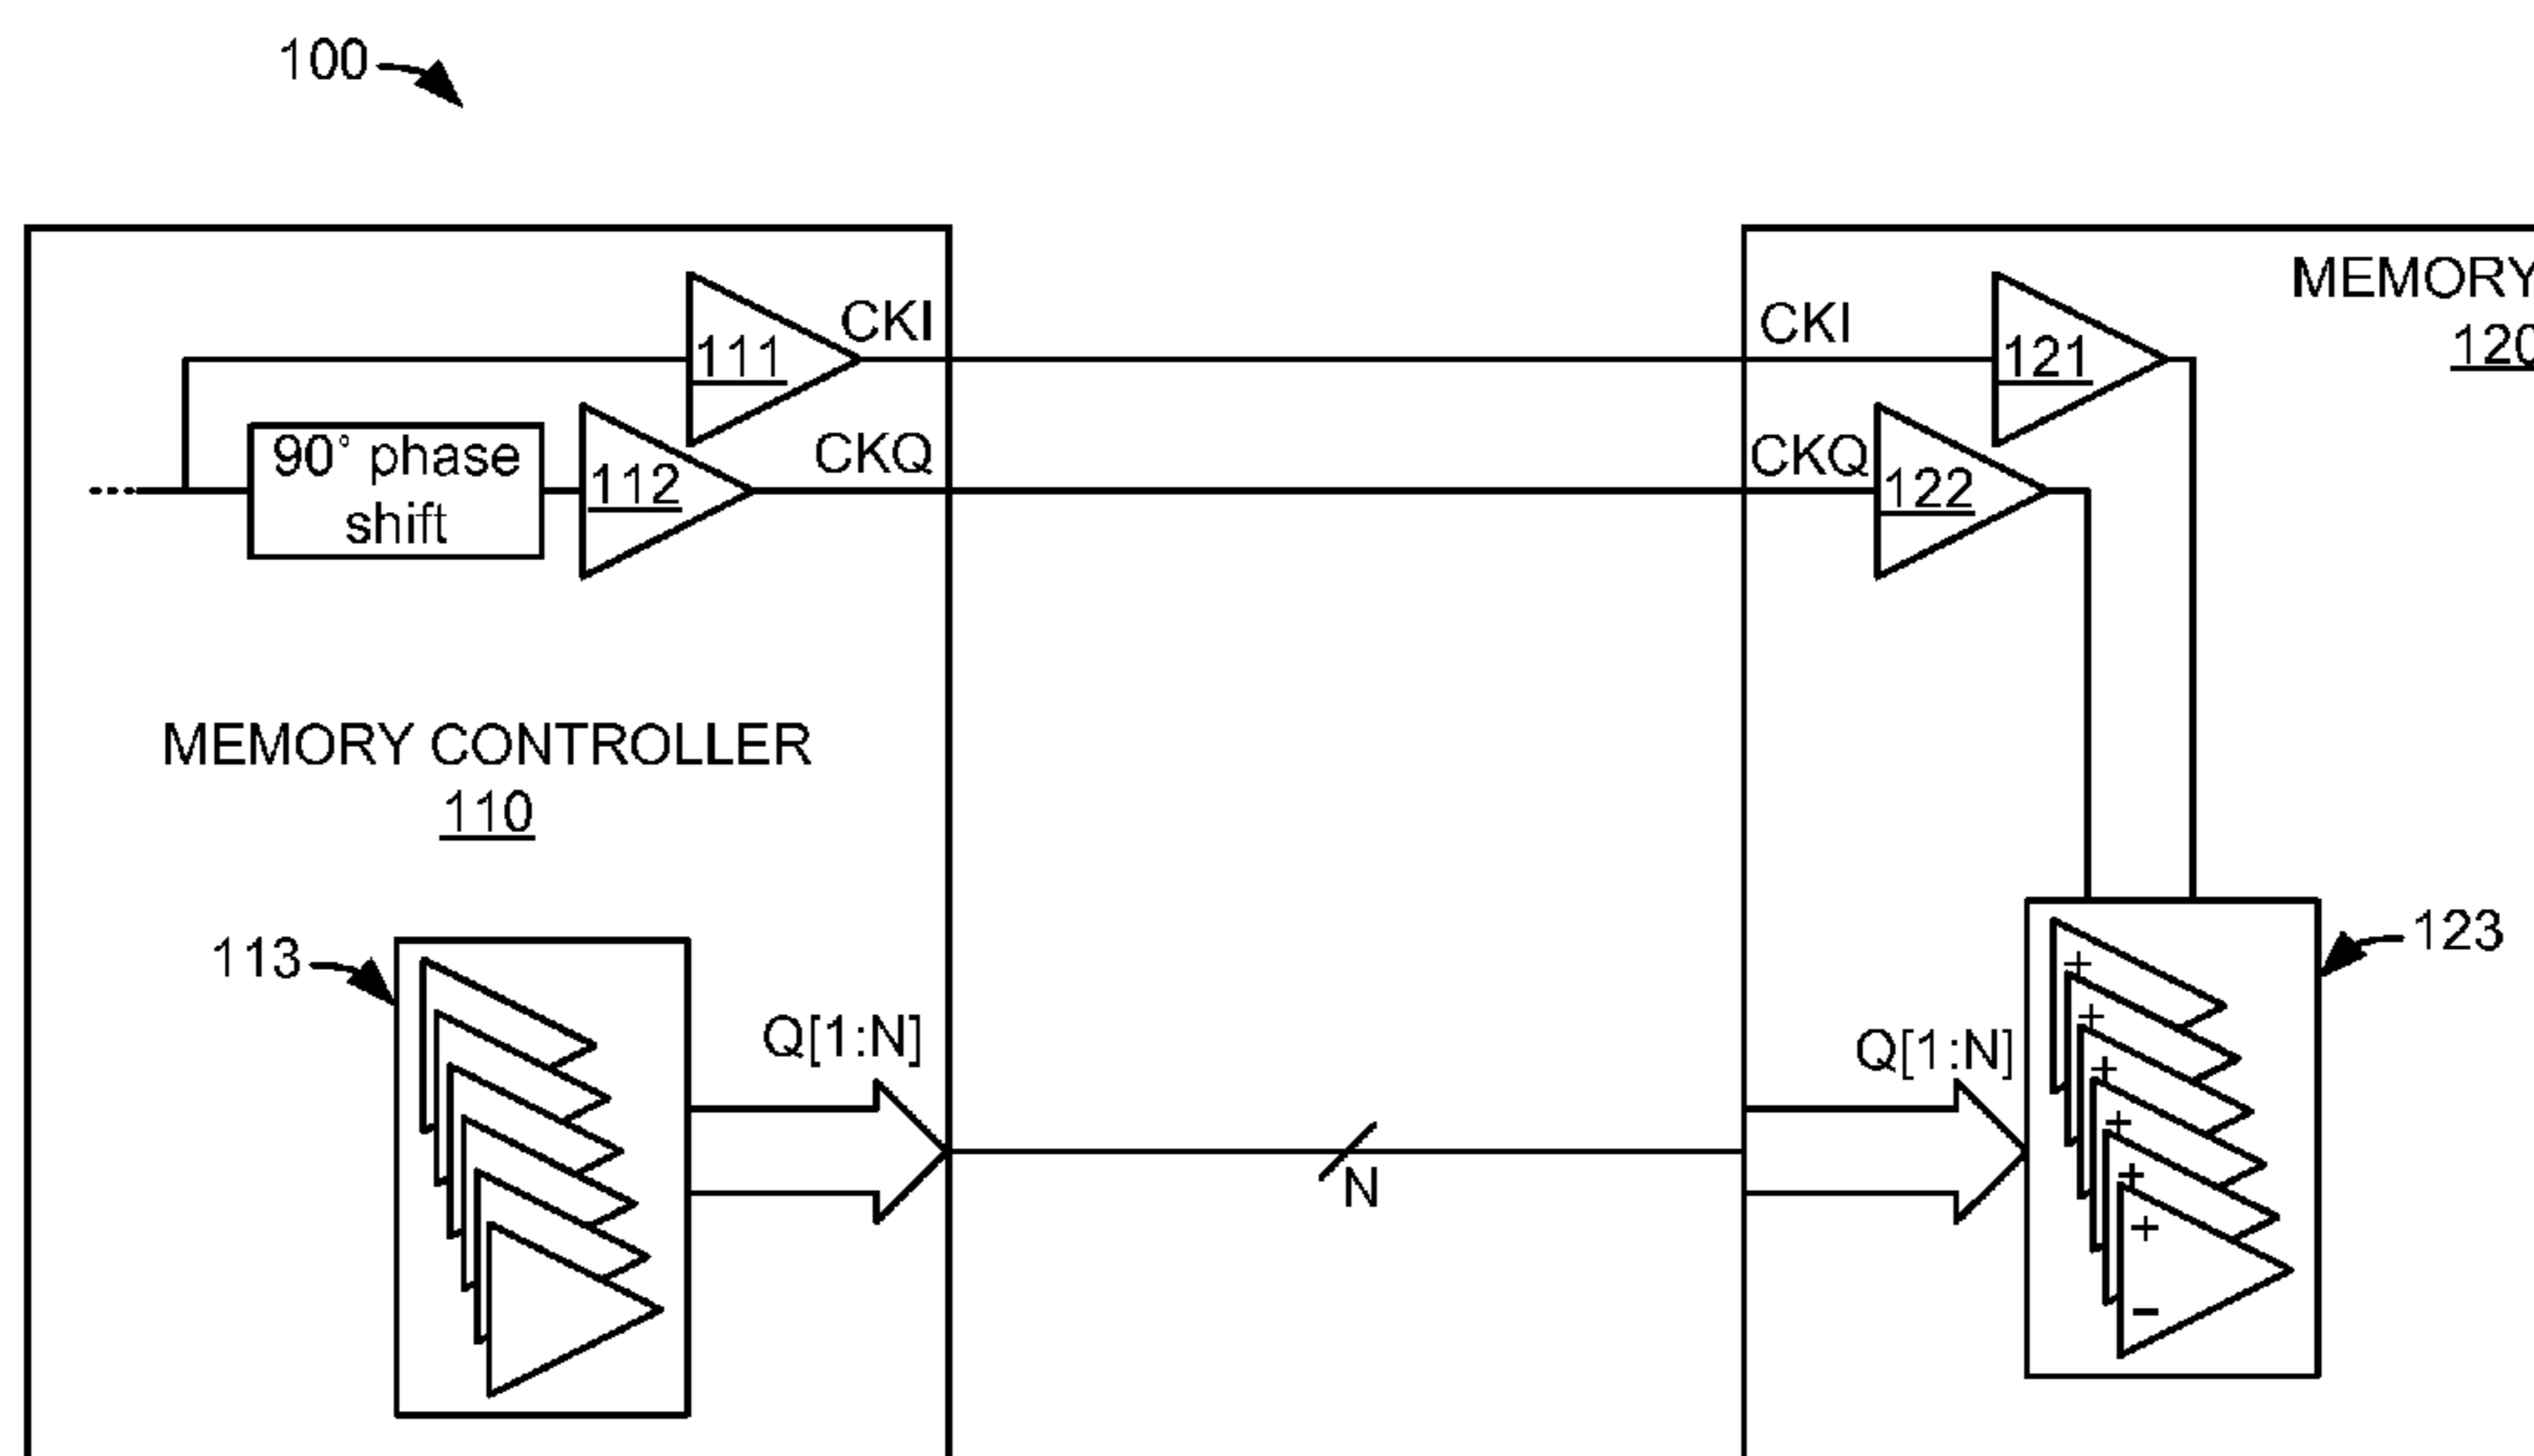 100
MEMORY
120
CKI
CKI
111
121
CKQ
CKQ
90° phase
shift
112
122
MEMORY CONTROLLER
110
113
123
Q[1:N]
Q[1:N]
N
+
+
+
+
+
+
−